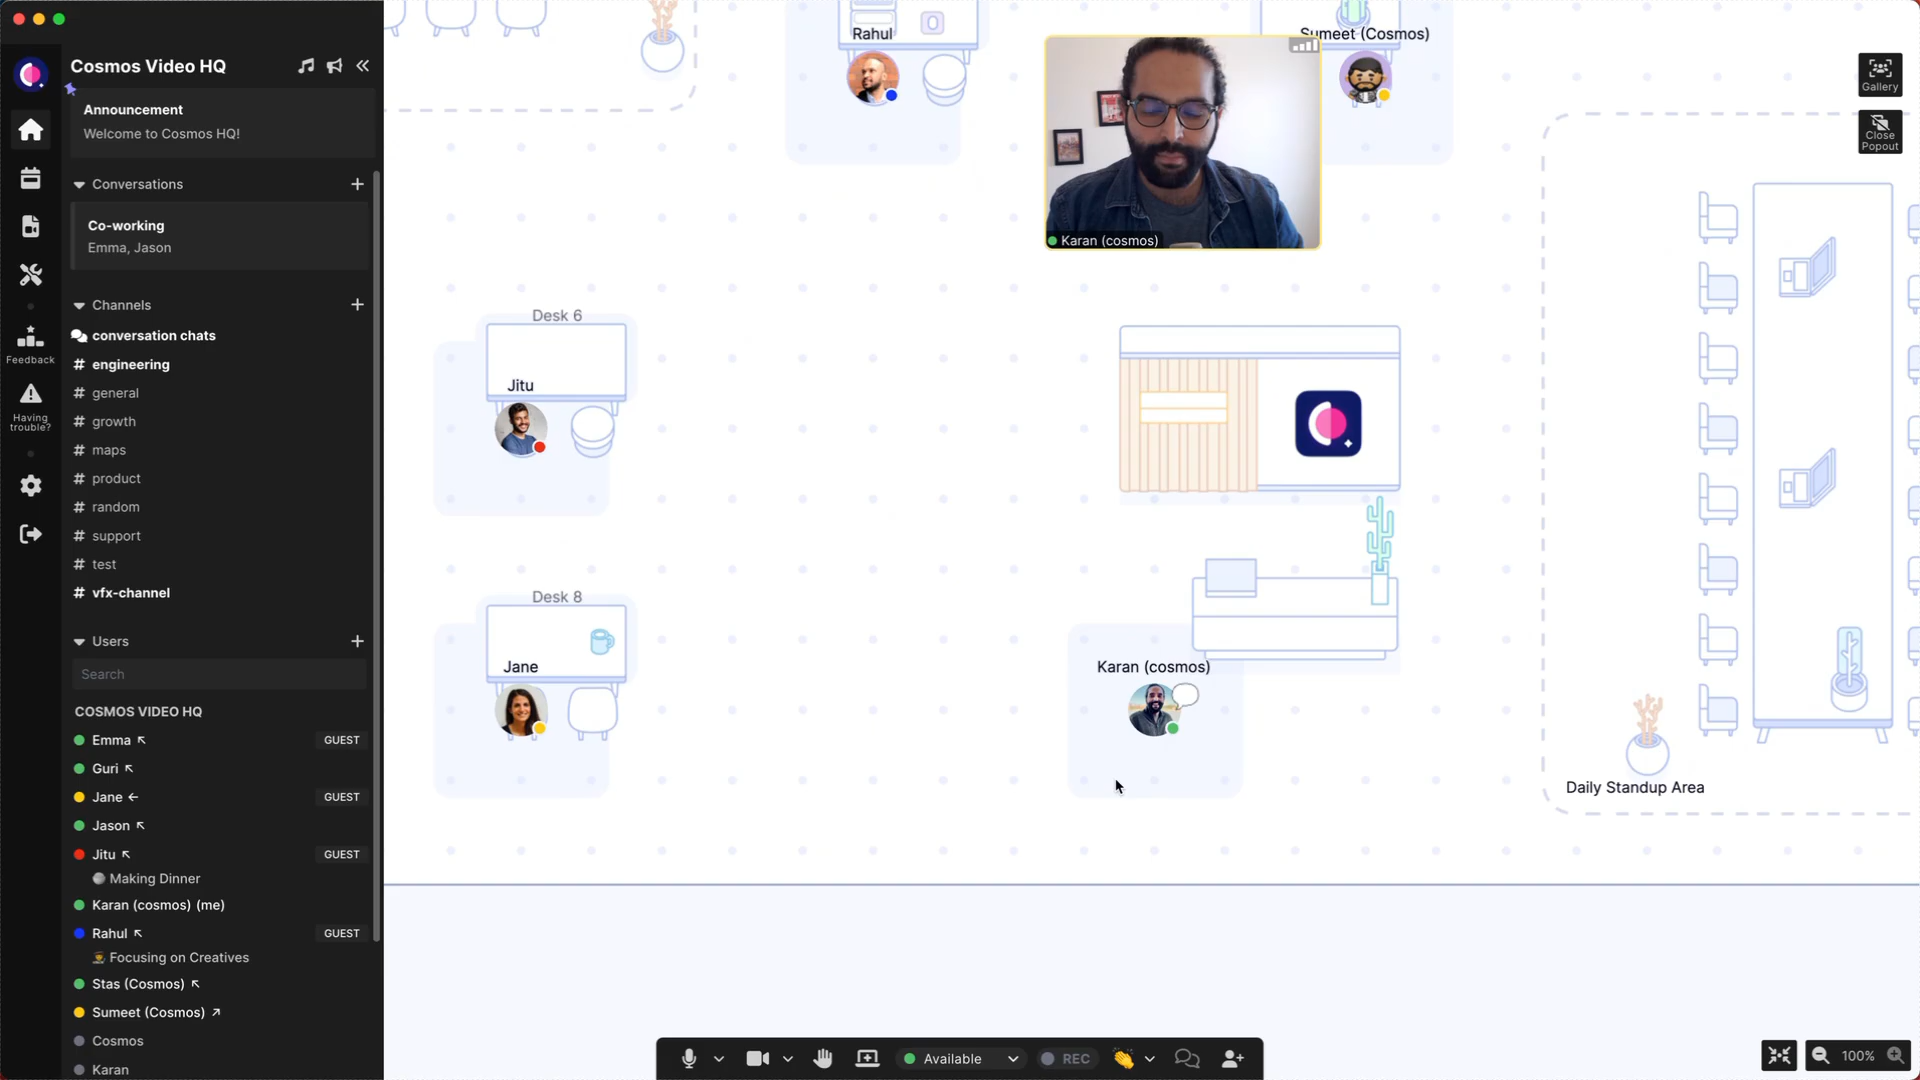 Cosmos Video HQ
Announcement
Welcome to Cosmos HQ!
Conversations
Co-working
Emma, Jason
Channels
conversation chats
# engineering
# general
# growth
# maps
# product
# random
# support
# test
# vfx-channel
Users
Search
COSMOS VIDEO HQ
Emma GUEST
Guri
Jane GUEST
Jason
Jitu GUEST
Making Dinner
Karan (cosmos) (me)
Rahul GUEST
Focusing on Creatives
Stas (Cosmos)
Sumeet (Cosmos)
Cosmos
Karan
Feedback
Having
trouble?
Rahul
Sumeet (Cosmos)
Karan (cosmos)
Gallery
Close
Popout
Desk 6
Jitu
Desk 8
Jane
Karan (cosmos)
Daily Standup Area
Available
REC
100%